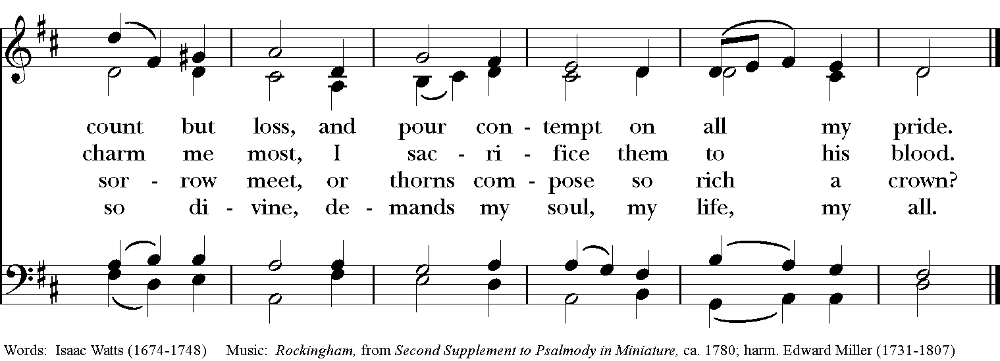 count but loss, and pour con - tempt on all my pride.
charm me most, I sac - ri - fice them to his blood.
sor - row meet, or thorns com - pose so rich a crown?
so di - vine, de - mands my soul, my life, my all.
Words: Isaac Watts (1674-1748) Music: Rockingham, from Second Supplement to Psalmody in Miniature, ca. 1780; harm. Edward Miller (1731-1807)